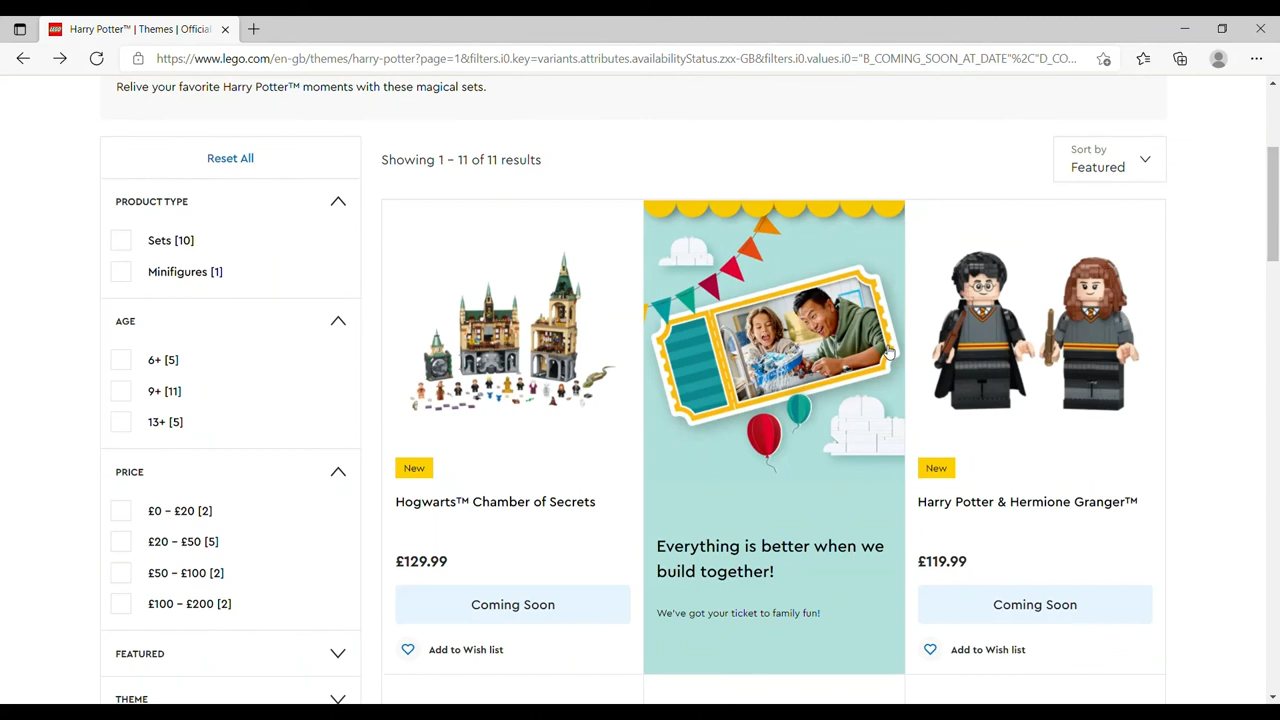 Harry Potter™ | Themes | Official
https://www.lego.com/en-gb/themes/harry-potter?page=1&filters.i0.key=variants.attributes.availabilityStatus.zxx-GB&filters.i0.values.i0="B_COMING_SOON_AT_DATE"%2C"D_CO...
Relive your favorite Harry Potter™ moments with these magical sets.
Reset All
Showing 1 - 11 of 11 results
Sort by
Featured
PRODUCT TYPE
Sets [10]
Minifigures [1]
AGE
6+ [5]
9+ [11]
13+ [5]
PRICE
£0 - £20 [2]
£20 - £50 [5]
£50 - £100 [2]
£100 - £200 [2]
FEATURED
THEME
New
Hogwarts™ Chamber of Secrets
£129.99
Coming Soon
Add to Wish list
Everything is better when we
build together!
We've got your ticket to family fun!
New
Harry Potter & Hermione Granger™
£119.99
Coming Soon
Add to Wish list